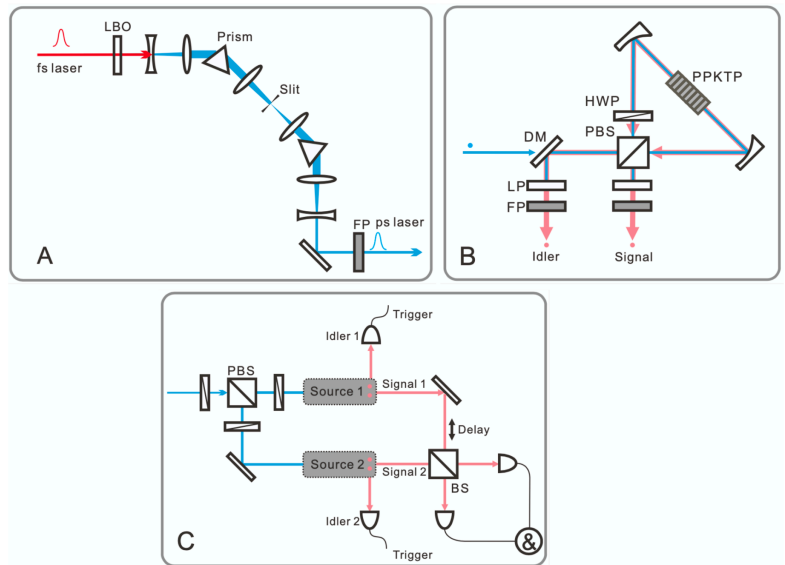 LBO
fs laser
Prism
Slit
FP
ps laser
A
HWP
PPKTP
PBS
DM
LP
FP
Idler
Signal
B
Trigger
Idler 1
PBS
Source 1
Signal 1
Delay
Source 2
Signal 2
BS
Idler 2
&
Trigger
C